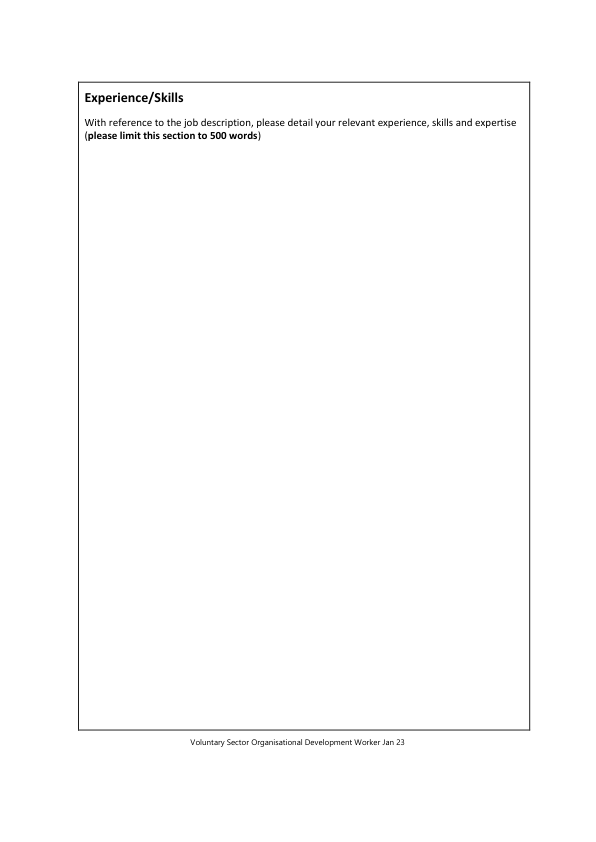 Experience/Skills
With reference to the job description, please detail your relevant experience, skills and expertise
(please limit this section to 500 words)
Voluntary Sector Organisational Development Worker Jan 23